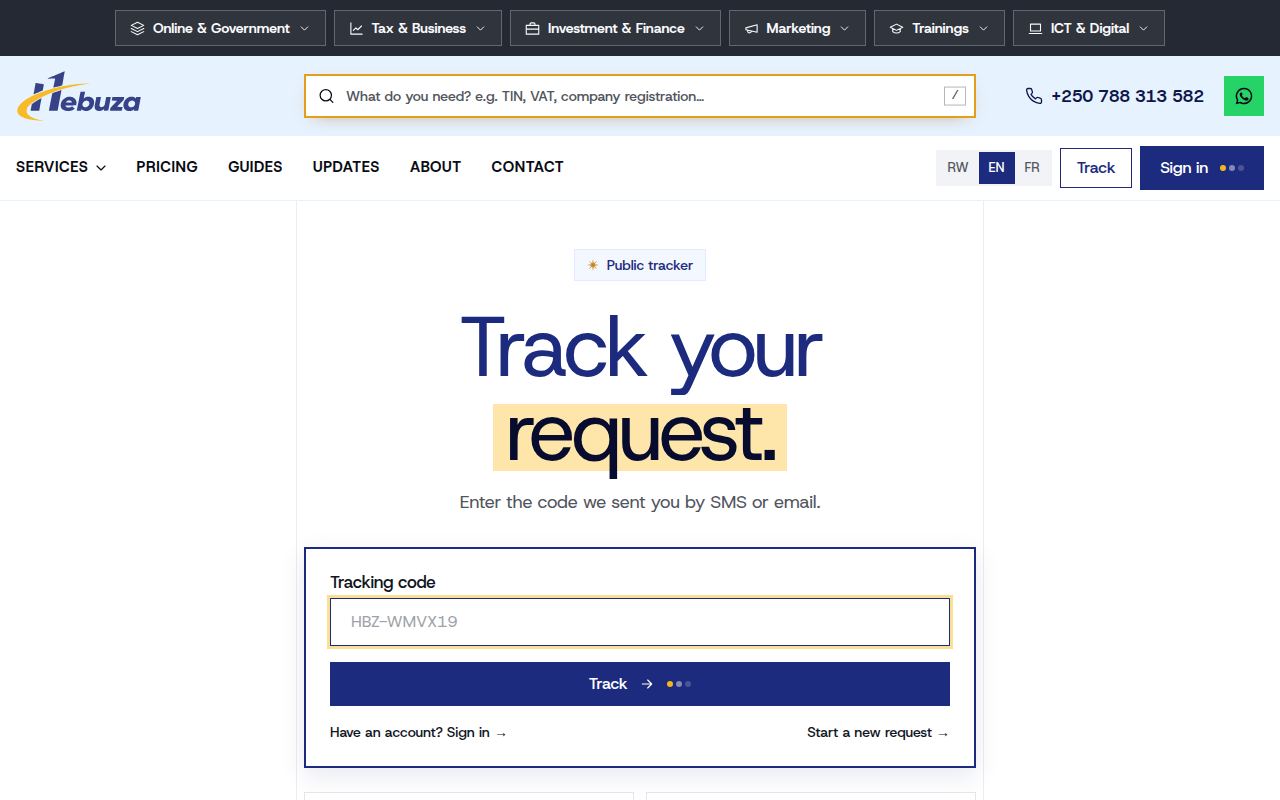 Online & Government
Tax & Business
Investment & Finance
Marketing
Trainings
ICT & Digital
Hebuza
What do you need? e.g. TIN, VAT, company registration…
/
+250 788 313 582
SERVICES
PRICING
GUIDES
UPDATES
ABOUT
CONTACT
RW
EN
FR
Track
Sign in
Public tracker
Track your
request.
Enter the code we sent you by SMS or email.
Tracking code
HBZ-WMVX19
Track →
Have an account? Sign in →
Start a new request →